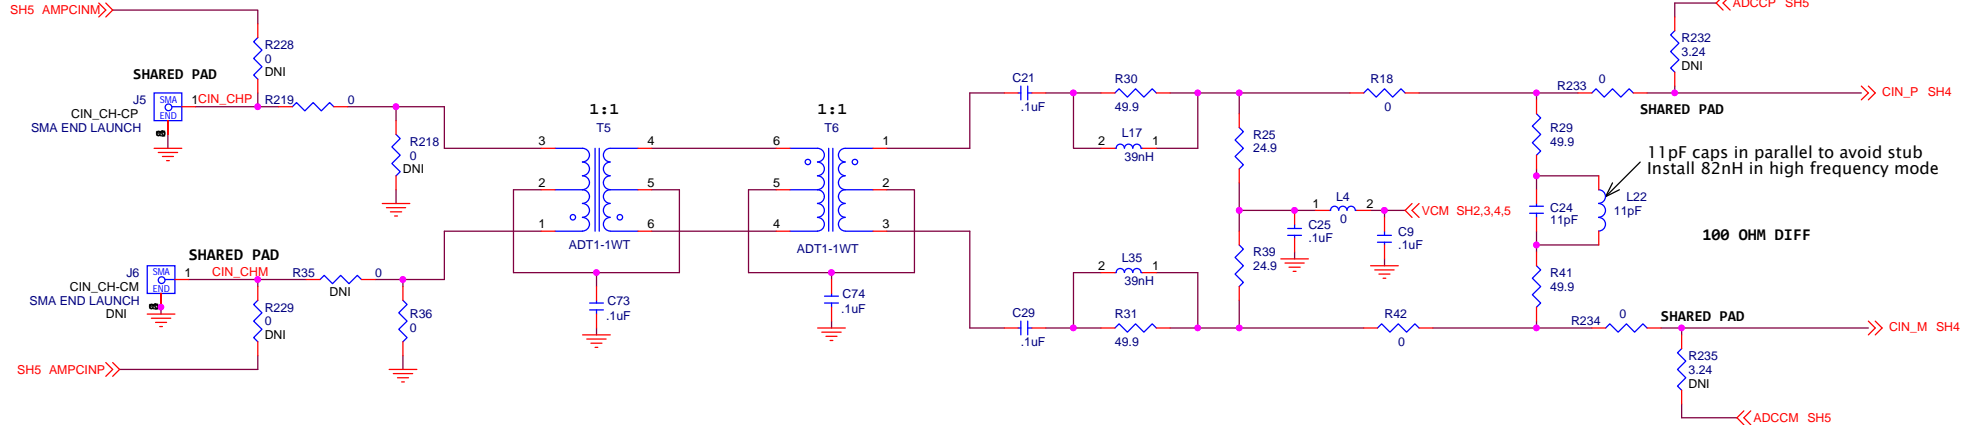 SH5 AMPCINM
R228
0
DNI
SHARED PAD
J5
CIN_CH-CP
SMA END LAUNCH
SMA
END
1
CIN_CHP
R219
0
R218
0
DNI
SHARED PAD
J6
CIN_CH-CM
SMA END LAUNCH
DNI
SMA
END
1
CIN_CHM
R35
0
DNI
R229
0
DNI
R36
0
SH5 AMPCINP
1:1
T5
3
2
1
4
5
6
ADT1-1WT
C73
.1uF
1:1
T6
6
5
4
1
2
3
ADT1-1WT
C74
.1uF
C21
.1uF
R30
49.9
2
L17
1
39nH
C29
.1uF
L35
2
1
39nH
R31
49.9
R25
24.9
R39
24.9
C25
.1uF
1
L4
2
0
VCM SH2,3,4,5
C9
.1uF
R18
0
R42
0
R29
49.9
C24
11pF
L22
11pF
R41
49.9
11pF caps in parallel to avoid stub
Install 82nH in high frequency mode
100 OHM DIFF
ADCCP SH5
R232
3.24
DNI
R233
0
SHARED PAD
CIN_P SH4
R234
0
SHARED PAD
CIN_M SH4
R235
3.24
DNI
ADCCM SH5